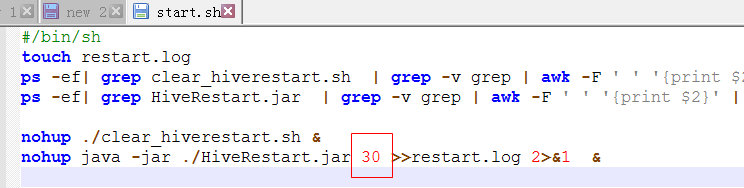 1 new 2 start.sh
#/bin/sh
touch restart.log
ps -ef| grep clear_hiverestart.sh | grep -v grep | awk -F ' ' '{print $2
ps -ef| grep HiveRestart.jar | grep -v grep | awk -F ' ' '{print $2}' |
nohup ./clear_hiverestart.sh &
nohup java -jar ./HiveRestart.jar 30 >>restart.log 2>&1 &